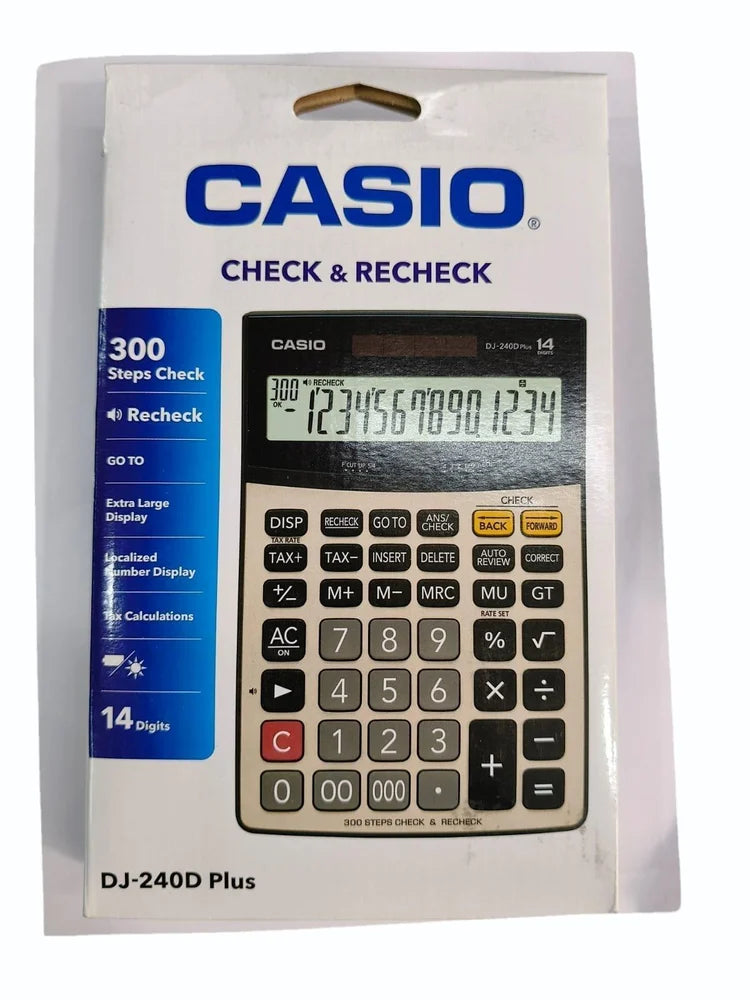 CASIO®
CHECK & RECHECK
300
Steps Check
Recheck
GO TO
Extra Large
Display
Localized
Number Display
Tax Calculations
14 Digits
CASIO
DJ-240D Plus 14
DIGITS
300 RECHECK
OK
-12345678901234
CHECK
DISP RECHECK GO TO ANS/CHECK BACK FORWARD
TAX RATE
TAX+ TAX− INSERT DELETE AUTO REVIEW CORRECT
+/− M+ M− MRC MU GT
RATE SET
AC ON 7 8 9 % √
▶ 4 5 6 × ÷
C 1 2 3 + −
0 00 000 · =
300 STEPS CHECK & RECHECK
DJ-240D Plus